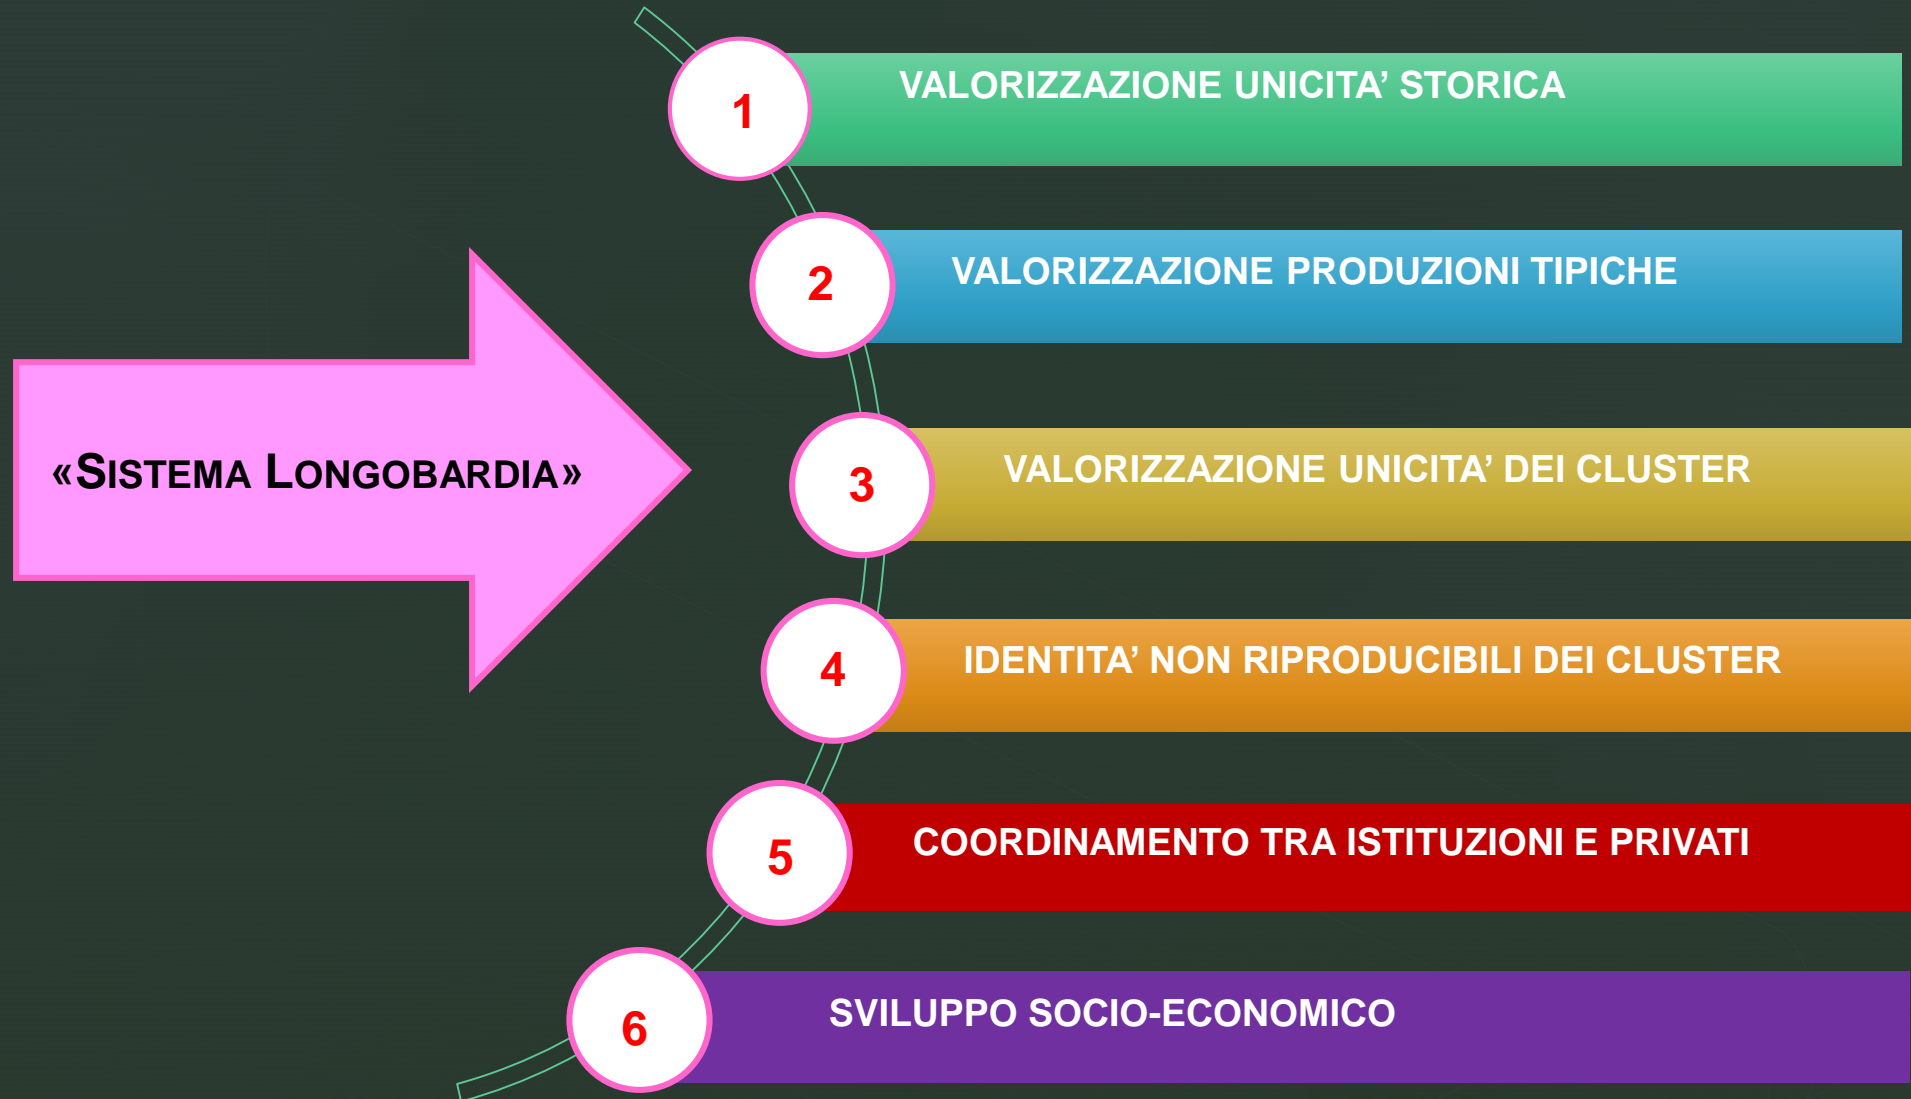 1
VALORIZZAZIONE UNICITA’ STORICA
2
VALORIZZAZIONE PRODUZIONI TIPICHE
«SISTEMA LONGOBARDIA»
3
VALORIZZAZIONE UNICITA’ DEI CLUSTER
4
IDENTITA’ NON RIPRODUCIBILI DEI CLUSTER
5
COORDINAMENTO TRA ISTITUZIONI E PRIVATI
6
SVILUPPO SOCIO-ECONOMICO